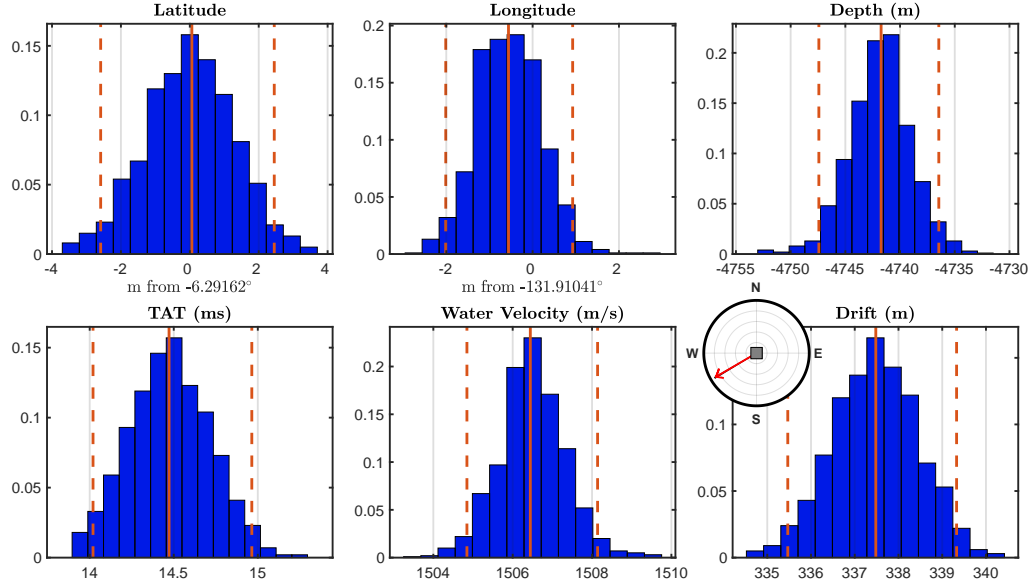 Latitude
0.15
0.1
0.05
0
-4 -2 0 2 4
m from -6.29162°
Longitude
0.2
0.15
0.1
0.05
0
-2 0 2
m from -131.91041°
Depth (m)
0.2
0.15
0.1
0.05
0
-4755 -4750 -4745 -4740 -4735 -4730
TAT (ms)
0.15
0.1
0.05
0
14 14.5 15
Water Velocity (m/s)
0.2
0.15
0.1
0.05
0
1504 1506 1508 1510
N
W E
S
Drift (m)
0.1
0.05
0
335 336 337 338 339 340